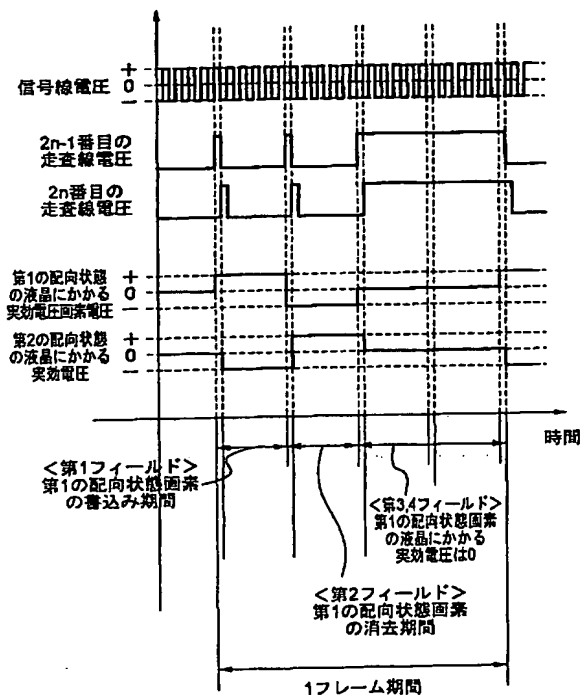 信号線電圧
+
0
−
2n-1番目の
走査線電圧
2n番目の
走査線電圧
第1の配向状態
の液晶にかかる
実効電圧画素電圧
+
0
−
第2の配向状態
の液晶にかかる
実効電圧
+
0
−
時間
<第1フィールド>
第1の配向状態画素
の書込み期間
<第3,4フィールド>
第1の配向状態画素
の液晶にかかる
実効電圧は0
<第2フィールド>
第1の配向状態画素
の消去期間
1フレーム期間